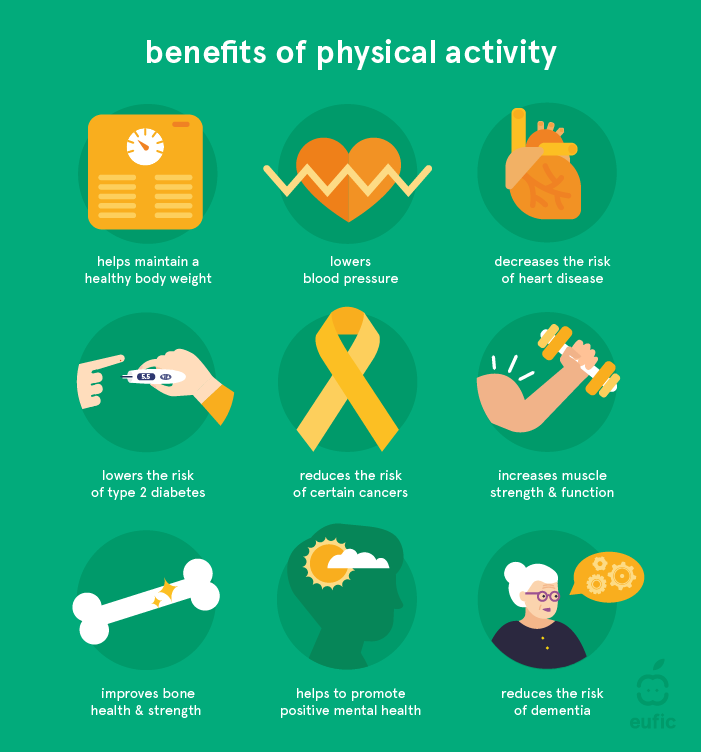 benefits of physical activity
helps maintain a
healthy body weight
lowers
blood pressure
decreases the risk
of heart disease
5.5
lowers the risk
of type 2 diabetes
reduces the risk
of certain cancers
increases muscle
strength & function
improves bone
health & strength
helps to promote
positive mental health
reduces the risk
of dementia
eufic